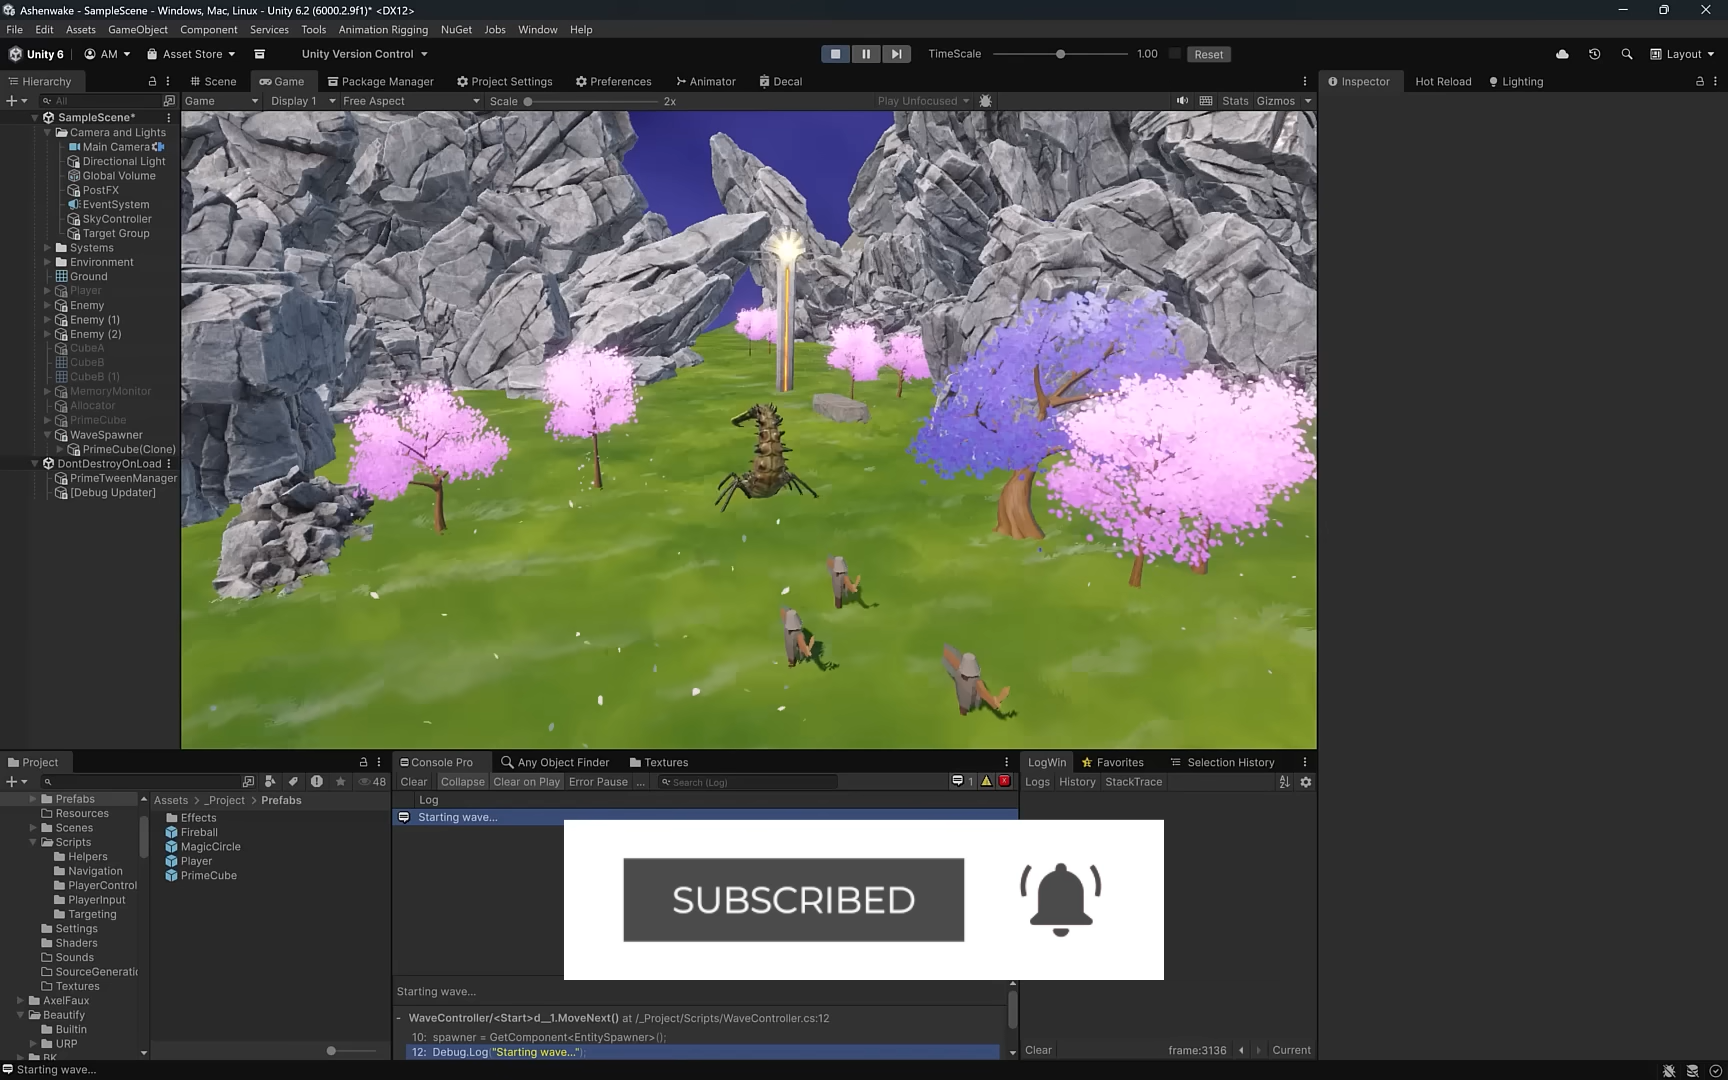 Ashenwake - SampleScene - Windows, Mac, Linux - Unity 6.2 (6000.2.9f1)* <DX12>
File Edit Assets GameObject Component Services Tools Animation Rigging NuGet Jobs Window Help
Unity 6 AM Asset Store Unity Version Control TimeScale 1.00 Reset Layout
Hierarchy Scene Game Package Manager Project Settings Preferences Animator Decal Inspector Hot Reload Lighting
All Game Display 1 Free Aspect Scale 2x Play Unfocused Stats Gizmos
SampleScene*
Camera and Lights
Main Camera
Directional Light
Global Volume
PostFX
EventSystem
SkyController
Target Group
Systems
Environment
Ground
Player
Enemy
Enemy (1)
Enemy (2)
CubeA
CubeB
CubeB (1)
MemoryMonitor
Allocator
PrimeCube
WaveSpawner
PrimeCube(Clone)
DontDestroyOnLoad
PrimeTweenManager
[Debug Updater]
Project Console Pro Any Object Finder Textures LogWin Favorites Selection History
48 Clear Collapse Clear on Play Error Pause ... Search (Log) 1 Logs History StackTrace
Prefabs
Resources
Scenes
Scripts
Helpers
Navigation
PlayerControl
PlayerInput
Targeting
Settings
Shaders
Sounds
SourceGeneratio
Textures
AxelFaux
Beautify
Builtin
URP
BK
Assets > _Project > Prefabs
Effects
Fireball
MagicCircle
Player
PrimeCube
Log
Starting wave...
SUBSCRIBED
Starting wave...
- WaveController/<Start>d__1.MoveNext() at /_Project/Scripts/WaveController.cs:12
10: spawner = GetComponent<EntitySpawner>();
12: Debug.Log("Starting wave...");
Clear frame:3136 Current
Starting wave...